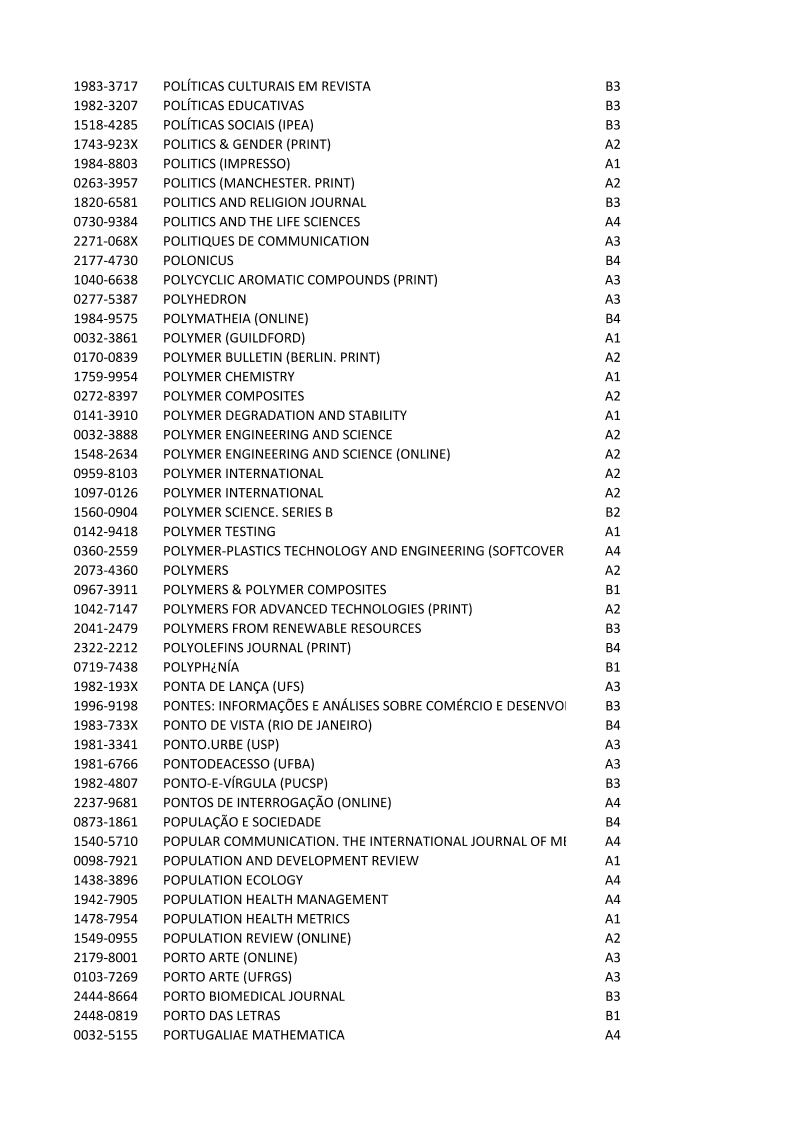 1983-3717 POLÍTICAS CULTURAIS EM REVISTA B3
1982-3207 POLÍTICAS EDUCATIVAS B3
1518-4285 POLÍTICAS SOCIAIS (IPEA) B3
1743-923X POLITICS & GENDER (PRINT) A2
1984-8803 POLITICS (IMPRESSO) A1
0263-3957 POLITICS (MANCHESTER. PRINT) A2
1820-6581 POLITICS AND RELIGION JOURNAL B3
0730-9384 POLITICS AND THE LIFE SCIENCES A4
2271-068X POLITIQUES DE COMMUNICATION A3
2177-4730 POLONICUS B4
1040-6638 POLYCYCLIC AROMATIC COMPOUNDS (PRINT) A3
0277-5387 POLYHEDRON A3
1984-9575 POLYMATHEIA (ONLINE) B4
0032-3861 POLYMER (GUILDFORD) A1
0170-0839 POLYMER BULLETIN (BERLIN. PRINT) A2
1759-9954 POLYMER CHEMISTRY A1
0272-8397 POLYMER COMPOSITES A2
0141-3910 POLYMER DEGRADATION AND STABILITY A1
0032-3888 POLYMER ENGINEERING AND SCIENCE A2
1548-2634 POLYMER ENGINEERING AND SCIENCE (ONLINE) A2
0959-8103 POLYMER INTERNATIONAL A2
1097-0126 POLYMER INTERNATIONAL A2
1560-0904 POLYMER SCIENCE. SERIES B B2
0142-9418 POLYMER TESTING A1
0360-2559 POLYMER-PLASTICS TECHNOLOGY AND ENGINEERING (SOFTCOVER A4
2073-4360 POLYMERS A2
0967-3911 POLYMERS & POLYMER COMPOSITES B1
1042-7147 POLYMERS FOR ADVANCED TECHNOLOGIES (PRINT) A2
2041-2479 POLYMERS FROM RENEWABLE RESOURCES B3
2322-2212 POLYOLEFINS JOURNAL (PRINT) B4
0719-7438 POLYPH¿NÍA B1
1982-193X PONTA DE LANÇA (UFS) A3
1996-9198 PONTES: INFORMAÇÕES E ANÁLISES SOBRE COMÉRCIO E DESENVO B3
1983-733X PONTO DE VISTA (RIO DE JANEIRO) B4
1981-3341 PONTO.URBE (USP) A3
1981-6766 PONTODEACESSO (UFBA) A3
1982-4807 PONTO-E-VÍRGULA (PUCSP) B3
2237-9681 PONTOS DE INTERROGAÇÃO (ONLINE) A4
0873-1861 POPULAÇÃO E SOCIEDADE B4
1540-5710 POPULAR COMMUNICATION. THE INTERNATIONAL JOURNAL OF ME A4
0098-7921 POPULATION AND DEVELOPMENT REVIEW A1
1438-3896 POPULATION ECOLOGY A4
1942-7905 POPULATION HEALTH MANAGEMENT A4
1478-7954 POPULATION HEALTH METRICS A1
1549-0955 POPULATION REVIEW (ONLINE) A2
2179-8001 PORTO ARTE (ONLINE) A3
0103-7269 PORTO ARTE (UFRGS) A3
2444-8664 PORTO BIOMEDICAL JOURNAL B3
2448-0819 PORTO DAS LETRAS B1
0032-5155 PORTUGALIAE MATHEMATICA A4